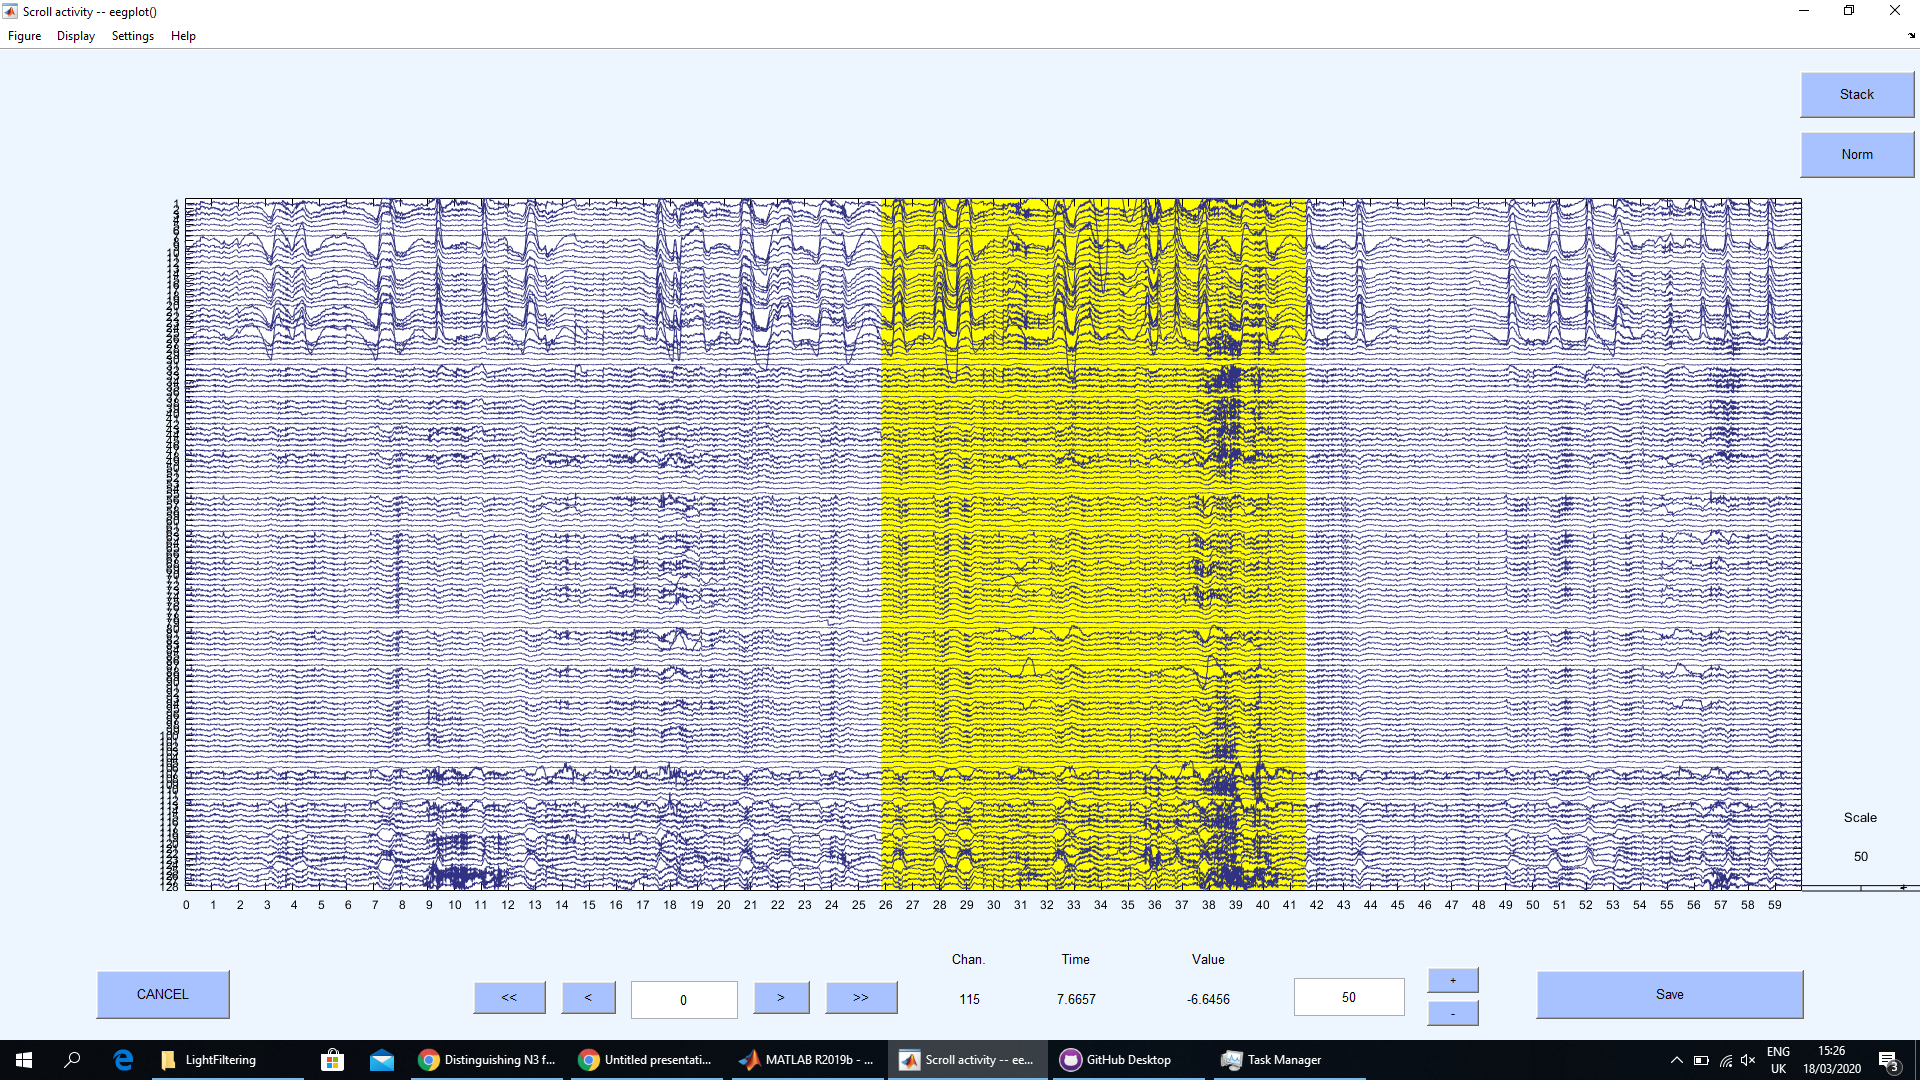 Scroll activity -- eegplot()
Figure Display Settings Help
Stack
Norm
Scale
50
0 1 2 3 4 5 6 7 8 9 10 11 12 13 14 15 16 17 18 19 20 21 22 23 24 25 26 27 28 29 30 31 32 33 34 35 36 37 38 39 40 41 42 43 44 45 46 47 48 49 50 51 52 53 54 55 56 57 58 59
Chan. Time Value
CANCEL << < 0 > >> 115 7.6657 -6.6456 50 + - Save
LightFiltering Distinguishing N3 f... Untitled presentati... MATLAB R2019b - ... Scroll activity -- ee... GitHub Desktop Task Manager
ENG
UK
15:26
18/03/2020
3